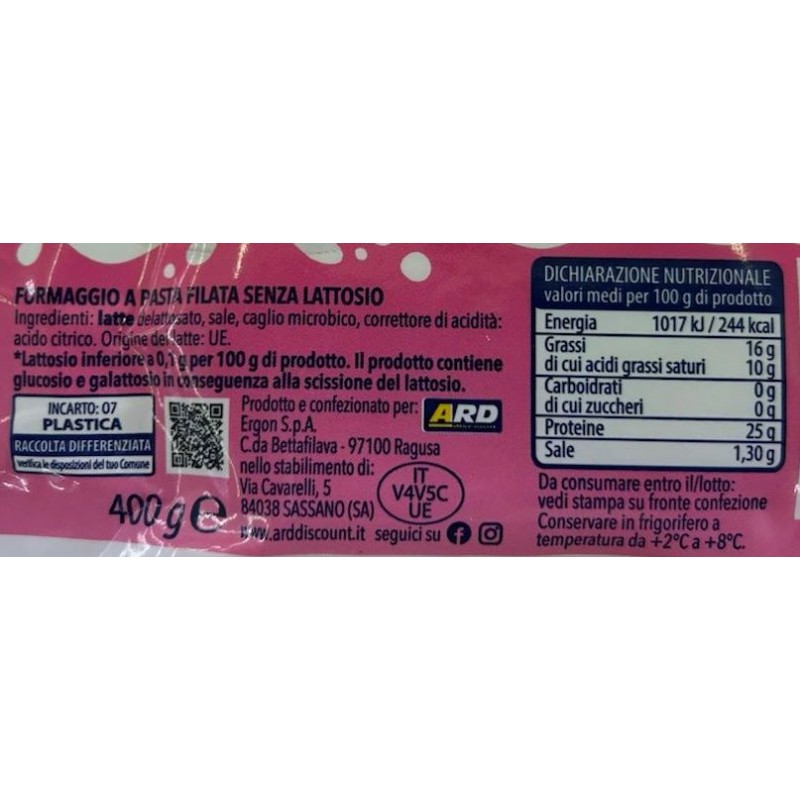 FORMAGGIO A PASTA FILATA SENZA LATTOSIO
Ingredienti: latte delattosato, sale, caglio microbico, correttore di acidità:
acido citrico. Origine del latte: UE.
*Lattosio inferiore a 0,1 g per 100 g di prodotto. Il prodotto contiene
glucosio e galattosio in conseguenza alla scissione del lattosio.
INCARTO: 07
PLASTICA
RACCOLTA DIFFERENZIATA
verifica le disposizioni del tuo Comune
400 g e
Prodotto e confezionato per:
ARD
Ergon S.p.A.
C.da Bettafilava - 97100 Ragusa
nello stabilimento di:
Via Cavarelli, 5
84038 SASSANO (SA)
IT
V4V5C
UE
www.arddiscount.it seguici su
DICHIARAZIONE NUTRIZIONALE
valori medi per 100 g di prodotto
Energia 1017 kJ / 244 kcal
Grassi 16 g
di cui acidi grassi saturi 10 g
Carboidrati 0 g
di cui zuccheri 0 g
Proteine 25 g
Sale 1,30 g
Da consumare entro il/lotto:
vedi stampa su fronte confezione
Conservare in frigorifero a
temperatura da +2°C a +8°C.